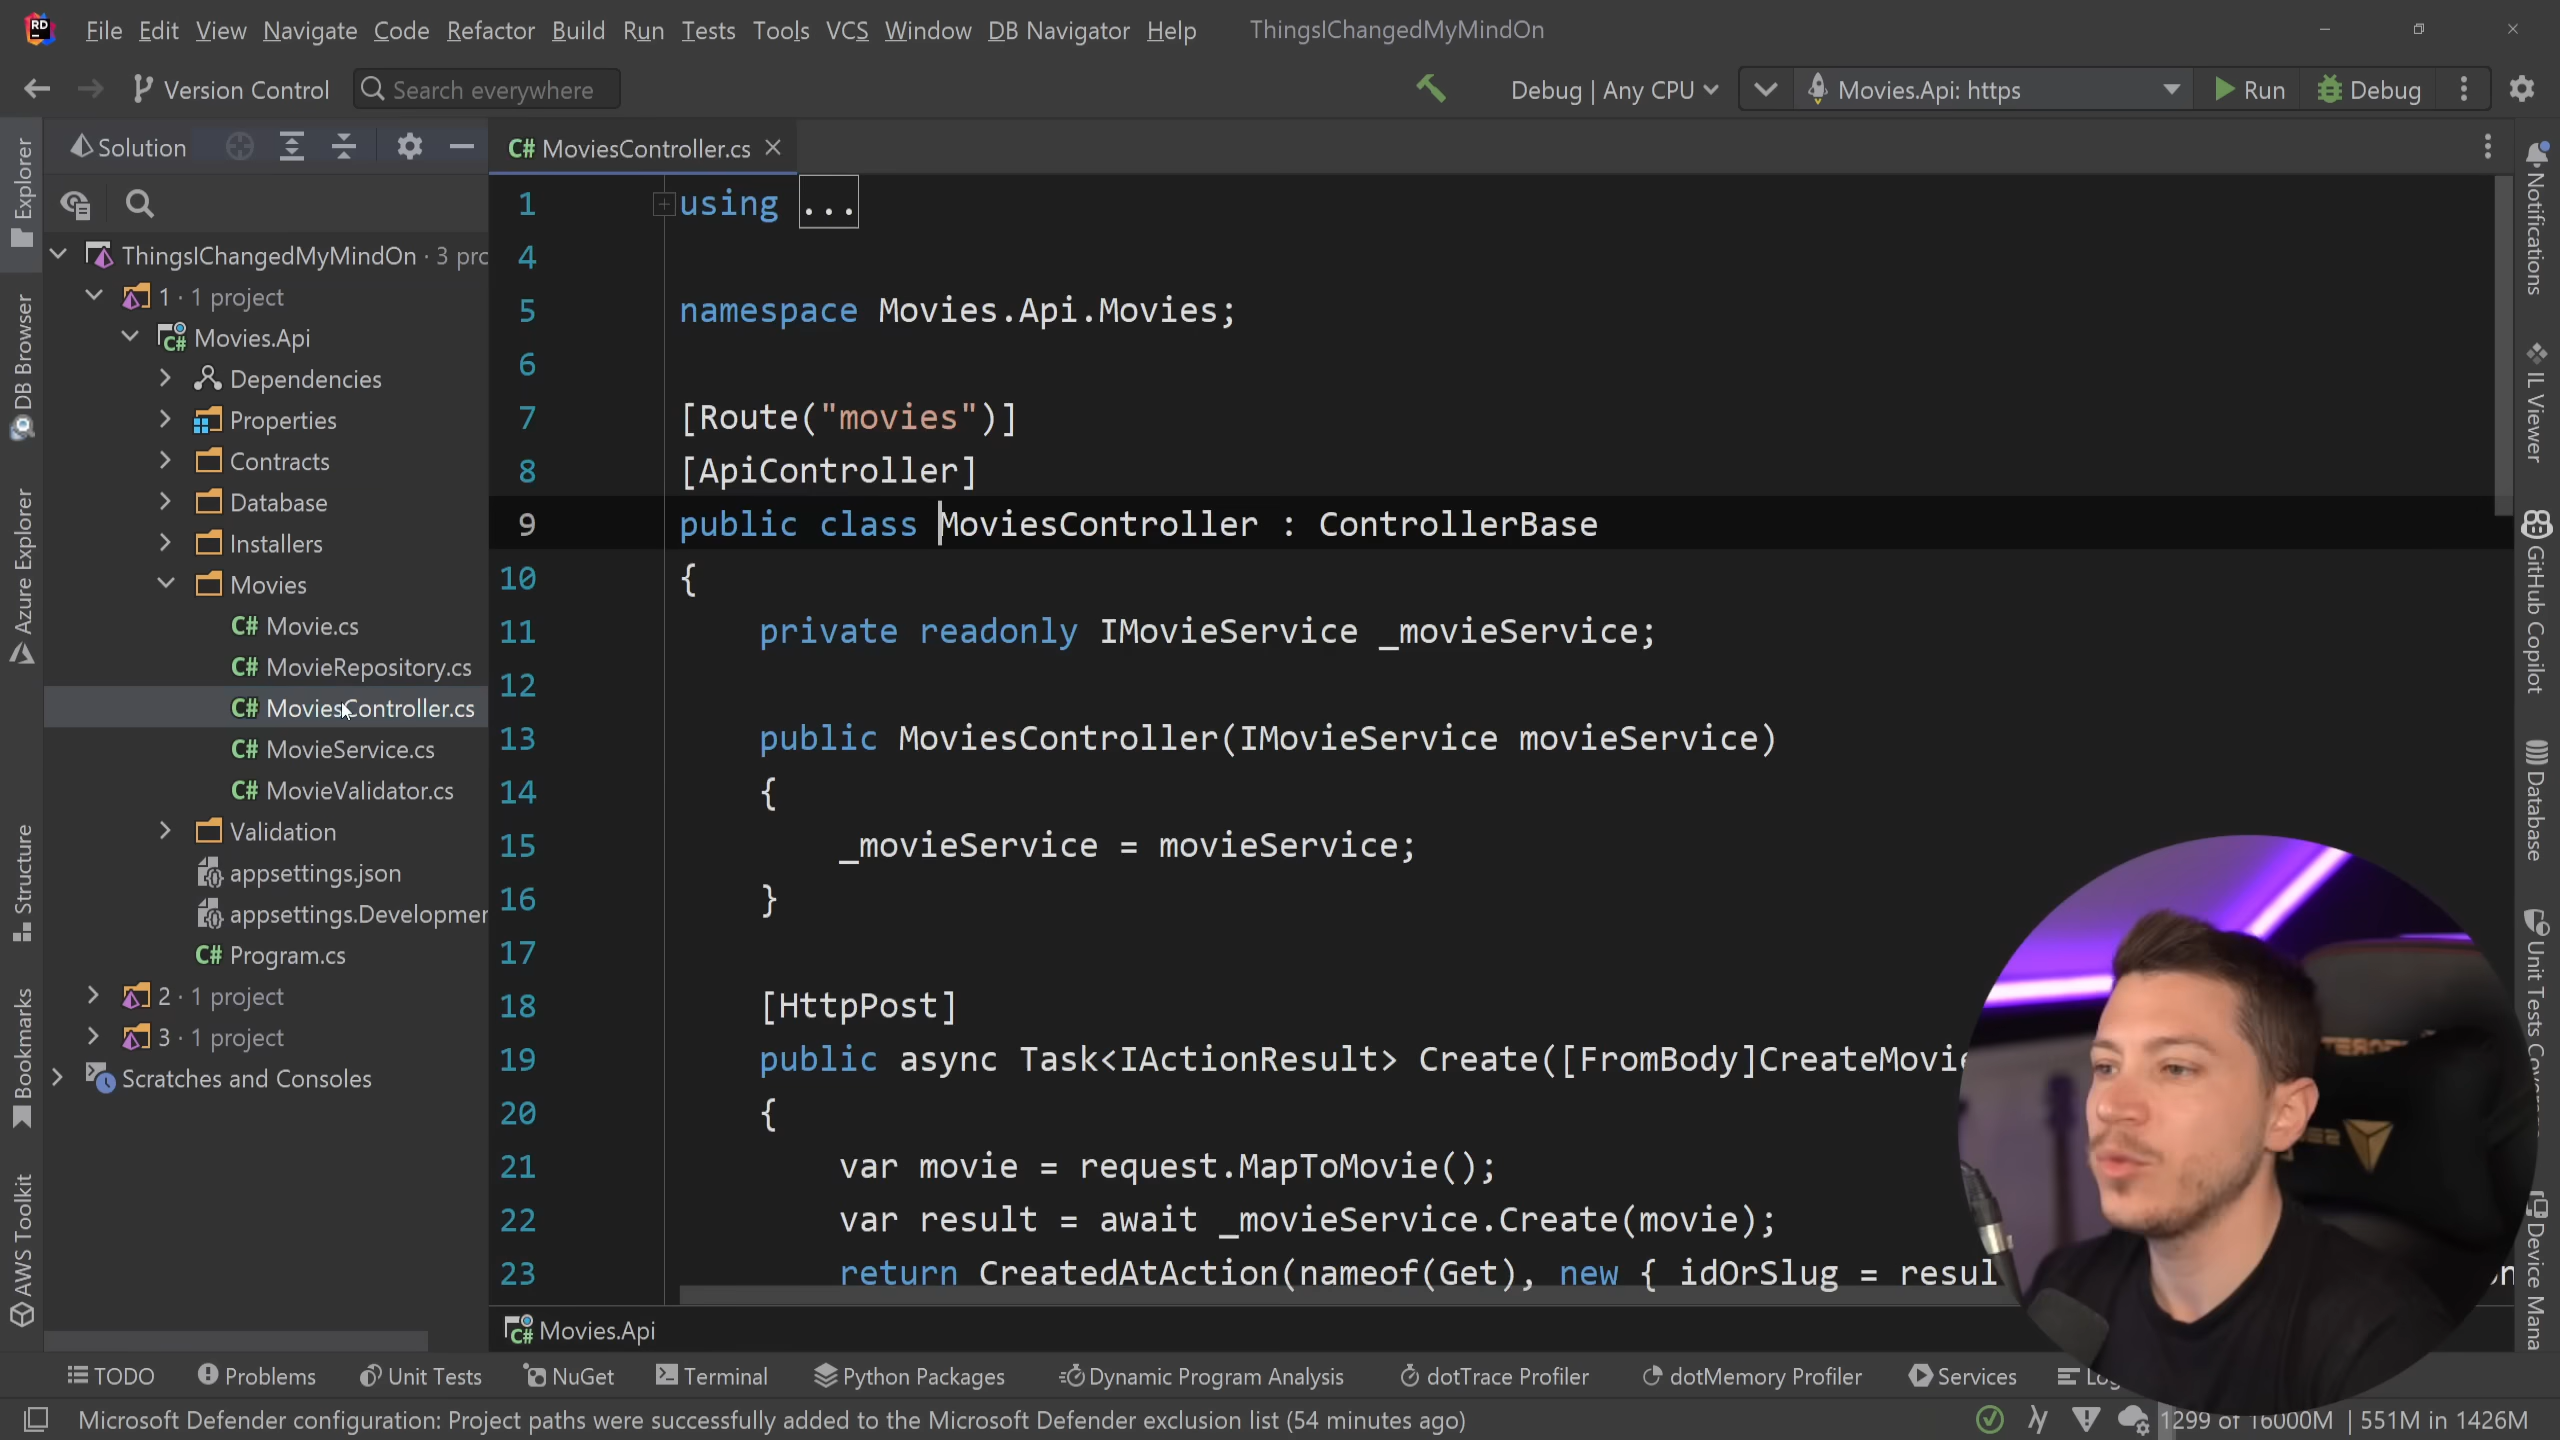 File Edit View Navigate Code Refactor Build Run Tests Tools VCS Window DB Navigator Help ThingsIChangedMyMindOn
Version Control Search everywhere Debug | Any CPU Movies.Api: https Run Debug
Solution
C# MoviesController.cs
Explorer
DB Browser
Azure Explorer
Structure
Bookmarks
AWS Toolkit
ThingsIChangedMyMindOn · 3 pro
1 · 1 project
Movies.Api
Dependencies
Properties
Contracts
Database
Installers
Movies
C# Movie.cs
C# MovieRepository.cs
C# MoviesController.cs
C# MovieService.cs
C# MovieValidator.cs
Validation
appsettings.json
appsettings.Developmen
C# Program.cs
2 · 1 project
3 · 1 project
Scratches and Consoles
1 using ...
4
5 namespace Movies.Api.Movies;
6
7 [Route("movies")]
8 [ApiController]
9 public class MoviesController : ControllerBase
10 {
11 private readonly IMovieService _movieService;
12
13 public MoviesController(IMovieService movieService)
14 {
15 _movieService = movieService;
16 }
17
18 [HttpPost]
19 public async Task<IActionResult> Create([FromBody]CreateMovie
20 {
21 var movie = request.MapToMovie();
22 var result = await _movieService.Create(movie);
23 return CreatedAtAction(nameof(Get), new { idOrSlug = resul
Movies.Api
Notifications
IL Viewer
GitHub Copilot
Database
Unit Tests Cov
Device Mana
TODO Problems Unit Tests NuGet Terminal Python Packages Dynamic Program Analysis dotTrace Profiler dotMemory Profiler Services
Microsoft Defender configuration: Project paths were successfully added to the Microsoft Defender exclusion list (54 minutes ago) 1299 of 16000M | 551M in 1426M